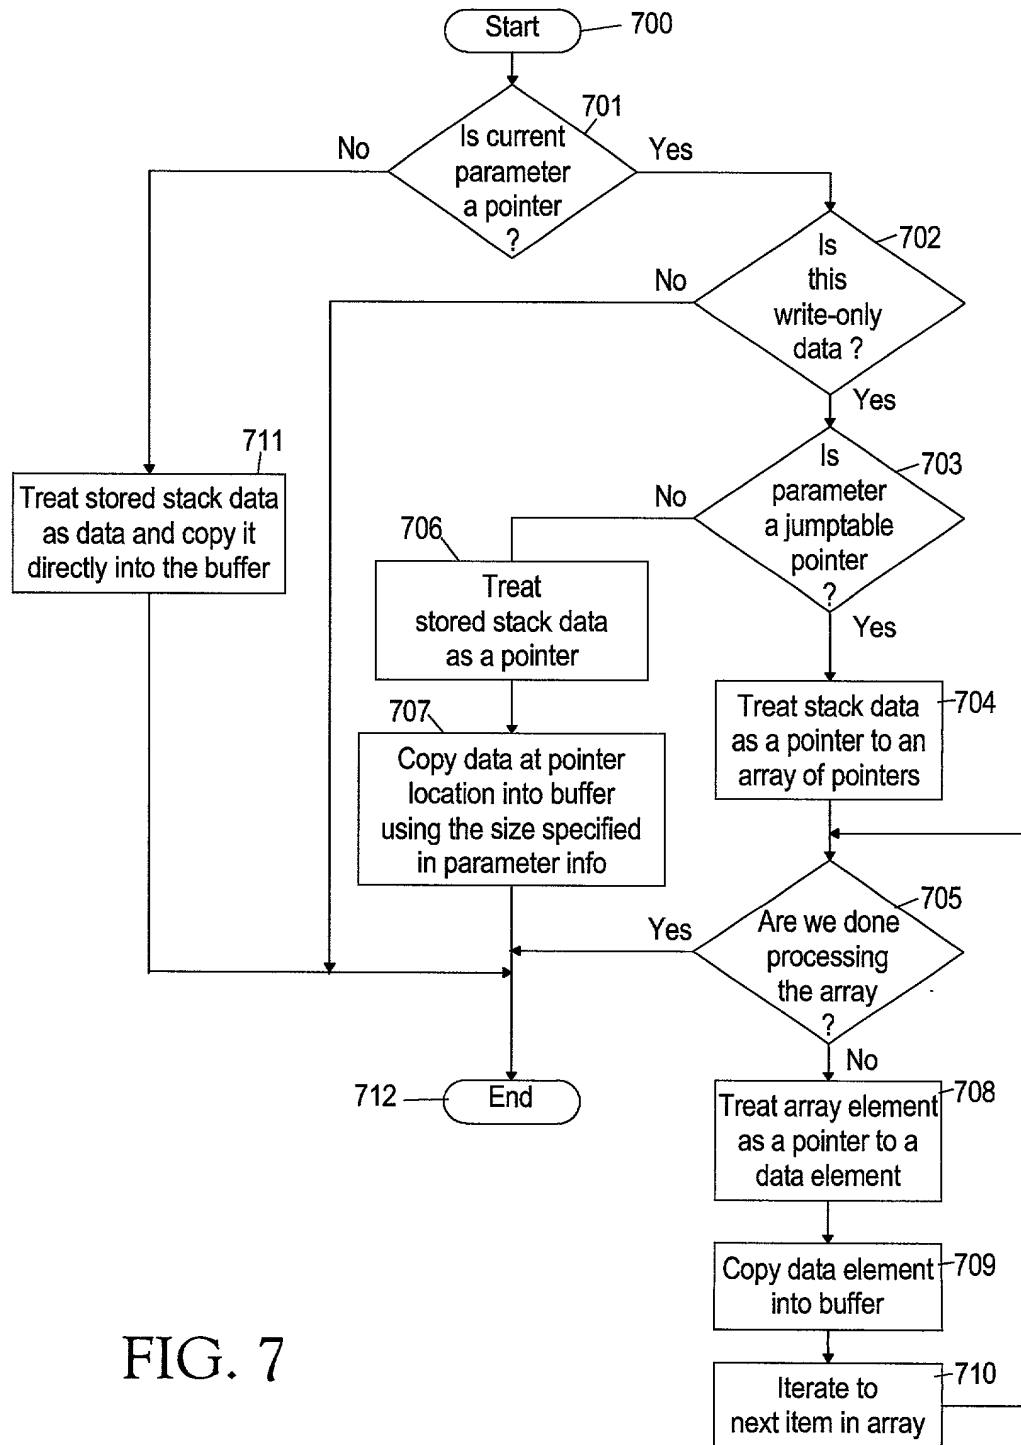 Start
700
701
Is current
parameter
a pointer
?
No
Yes
702
Is
this
write-only
data ?
No
Yes
711
Treat stored stack data
as data and copy it
directly into the buffer
703
Is
parameter
a jumptable
pointer
?
No
Yes
706
Treat
stored stack data
as a pointer
704
Treat stack data
as a pointer to an
array of pointers
707
Copy data at pointer
location into buffer
using the size specified
in parameter info
705
Are we done
processing
the array
?
Yes
No
712
End
708
Treat array element
as a pointer to a
data element
709
Copy data element
into buffer
710
Iterate to
next item in array
FIG. 7